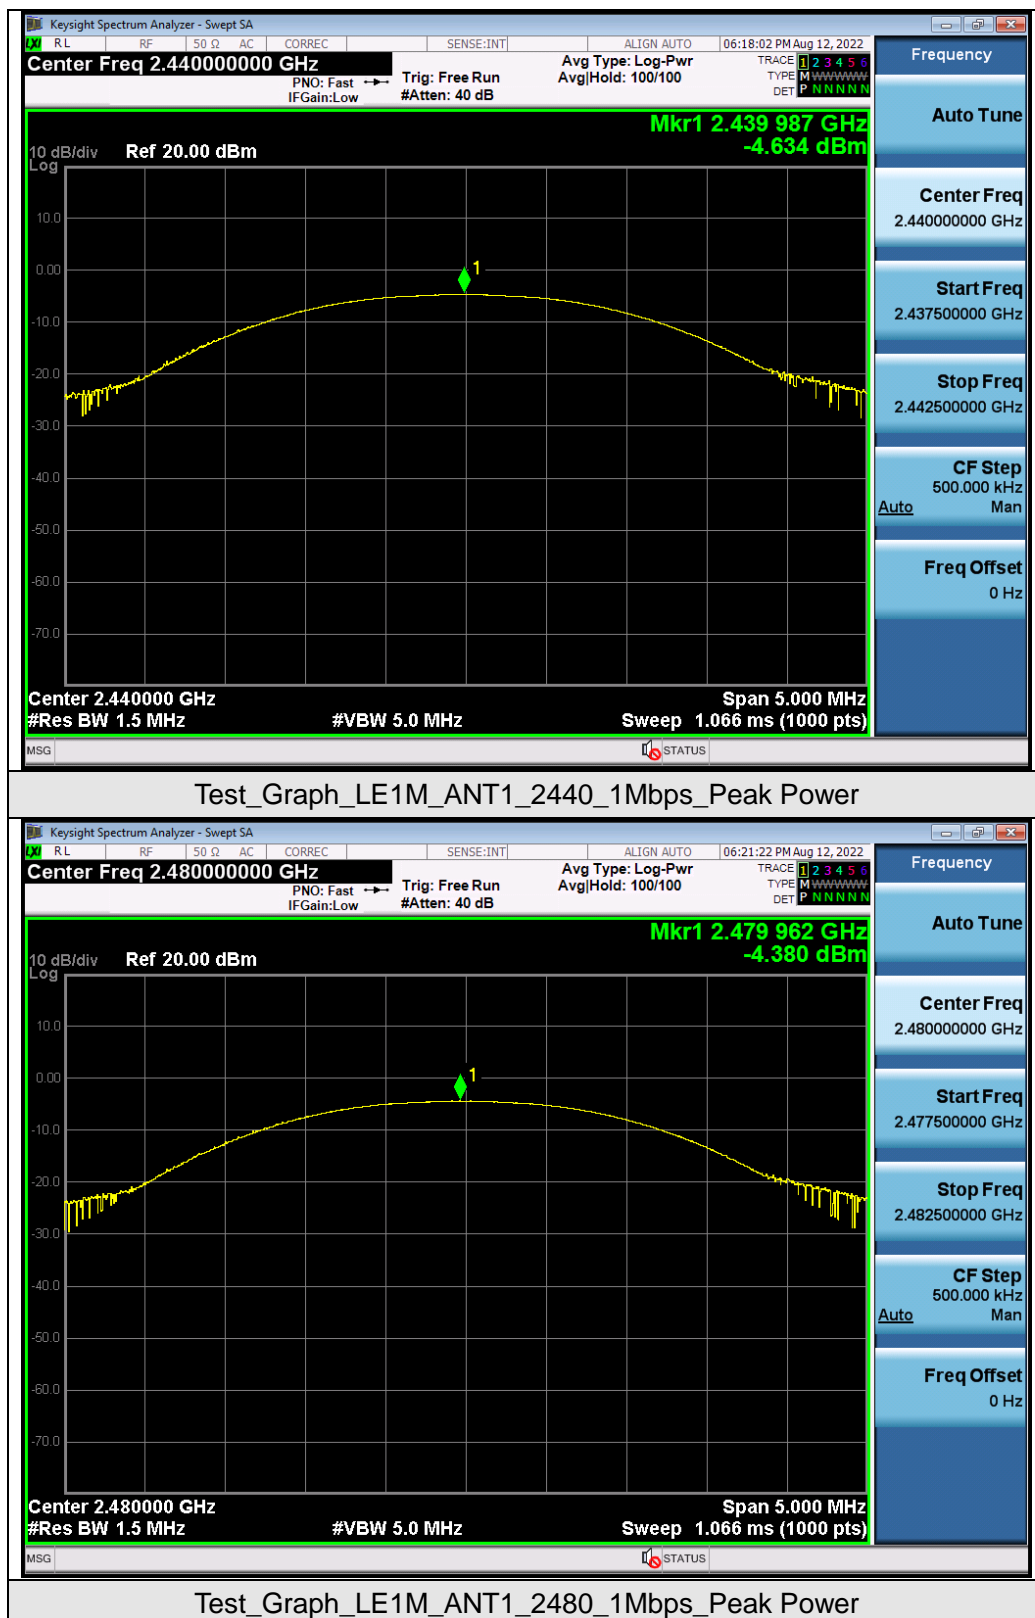 Keysight Spectrum Analyzer - Swept SA
LXI RL RF 50 Ω AC CORREC SENSE:INT ALIGN AUTO 06:18:02 PM Aug 12, 2022
Center Freq 2.440000000 GHz
PNO: Fast
IFGain:Low
Trig: Free Run
#Atten: 40 dB
Avg Type: Log-Pwr
Avg|Hold: 100/100
TRACE 1 2 3 4 5 6
TYPE M WWWWW
DET P N N N N N
Mkr1 2.439 987 GHz
-4.634 dBm
10 dB/div Ref 20.00 dBm
Log
10.0
0.00
1
-10.0
-20.0
-30.0
-40.0
-50.0
-60.0
-70.0
Center 2.440000 GHz Span 5.000 MHz
#Res BW 1.5 MHz #VBW 5.0 MHz Sweep 1.066 ms (1000 pts)
MSG STATUS
Frequency
Auto Tune
Center Freq
2.440000000 GHz
Start Freq
2.437500000 GHz
Stop Freq
2.442500000 GHz
CF Step
500.000 kHz
Auto Man
Freq Offset
0 Hz
Test_Graph_LE1M_ANT1_2440_1Mbps_Peak Power
Keysight Spectrum Analyzer - Swept SA
LXI RL RF 50 Ω AC CORREC SENSE:INT ALIGN AUTO 06:21:22 PM Aug 12, 2022
Center Freq 2.480000000 GHz
PNO: Fast
IFGain:Low
Trig: Free Run
#Atten: 40 dB
Avg Type: Log-Pwr
Avg|Hold: 100/100
TRACE 1 2 3 4 5 6
TYPE M WWWWW
DET P N N N N N
Mkr1 2.479 962 GHz
-4.380 dBm
10 dB/div Ref 20.00 dBm
Log
10.0
0.00
1
-10.0
-20.0
-30.0
-40.0
-50.0
-60.0
-70.0
Center 2.480000 GHz Span 5.000 MHz
#Res BW 1.5 MHz #VBW 5.0 MHz Sweep 1.066 ms (1000 pts)
MSG STATUS
Frequency
Auto Tune
Center Freq
2.480000000 GHz
Start Freq
2.477500000 GHz
Stop Freq
2.482500000 GHz
CF Step
500.000 kHz
Auto Man
Freq Offset
0 Hz
Test_Graph_LE1M_ANT1_2480_1Mbps_Peak Power